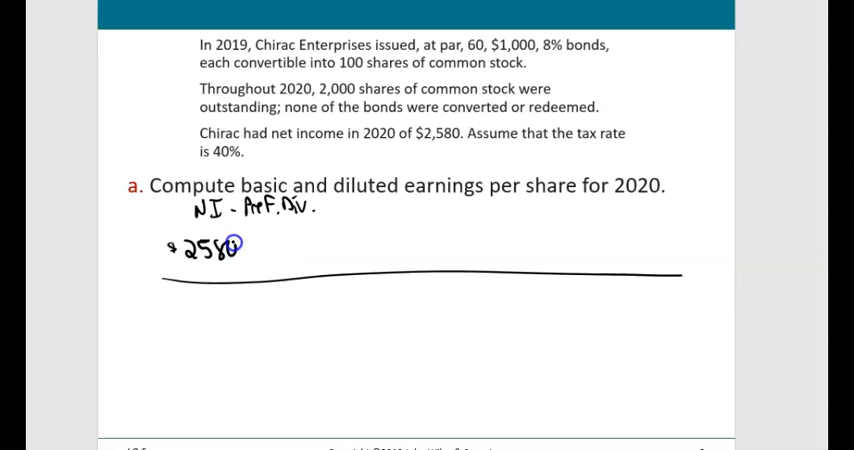 In 2019, Chirac Enterprises issued, at par, 60, $1,000, 8% bonds,
each convertible into 100 shares of common stock.
Throughout 2020, 2,000 shares of common stock were
outstanding; none of the bonds were converted or redeemed.
Chirac had net income in 2020 of $2,580. Assume that the tax rate
is 40%.
a. Compute basic and diluted earnings per share for 2020.
NI - Pref. Div.
$2580